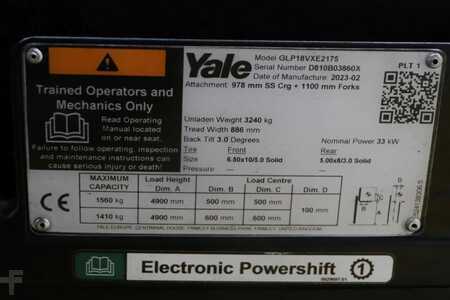 Yale
Model GLP18VXE2175
Serial Number D810B03860X
Date of Manufacture: 2023-02
PLT 1
Attachment: 978 mm SS Crg + 1100 mm Forks
Trained Operators and
Mechanics Only
Read Operating
Manual located
on or near seat.
Failure to follow operating,
inspection and maintenance
instructions can
cause serious injury or death!
Unladen Weight 3240 kg
Tread Width 886 mm
Back Tilt 3.0 Degrees
Nominal Power 33 kW
Tire Front Rear
Size 6.50x10/5.0 Solid 5.00x8/3.0 Solid
Pressure — —
MAXIMUM CAPACITY Load Height Dim. A Load Centre Dim. B Dim. C Dim. D
1560 kg 4900 mm 500 mm 500 mm 100 mm
1410 kg 4900 mm 600 mm 600 mm
CE
Electronic Powershift 1